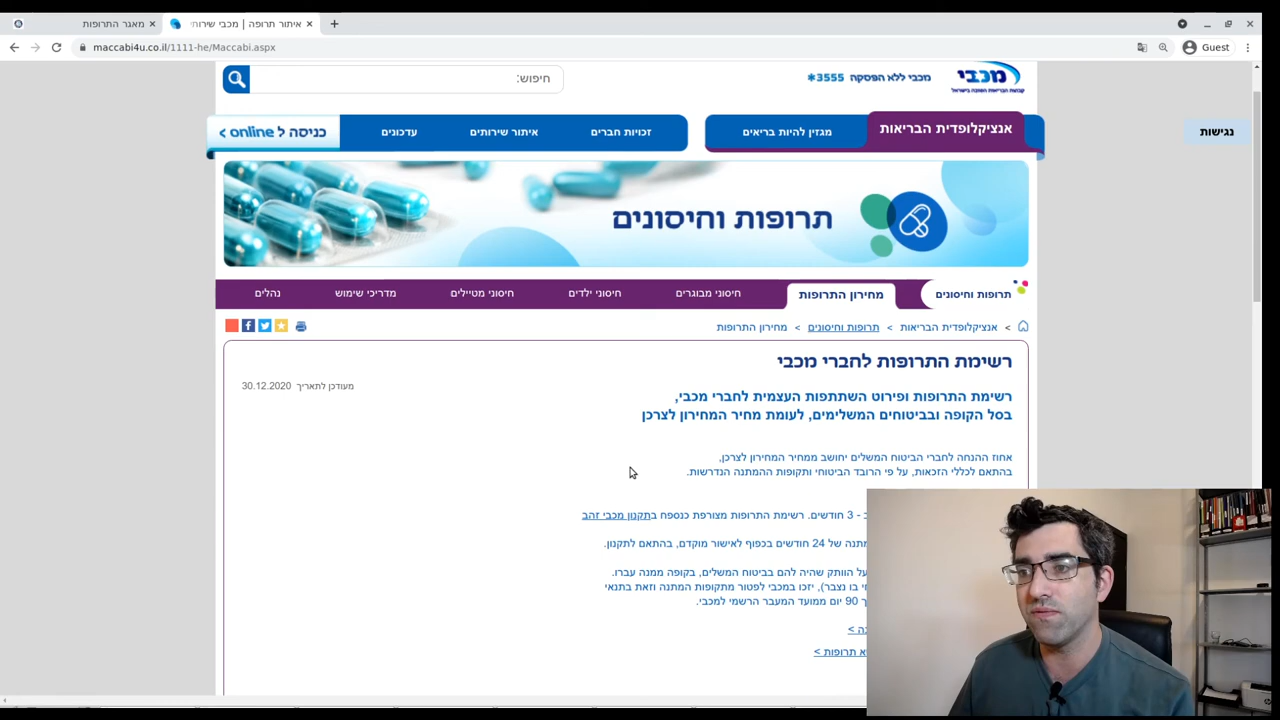 מאגר התרופות
איתור תרופה | מכבי שירותי
maccabi4u.co.il/1111-he/Maccabi.aspx
Guest
חיפוש:
מכבי ללא הפסקה 3555*
מכבי
אנציקלופדית הבריאות
מגזין להיות בריאים
זכויות חברים
איתור שירותים
עדכונים
כניסה ל online >
נגישות
תרופות וחיסונים
תרופות וחיסונים
מחירון התרופות
חיסוני מבוגרים
חיסוני ילדים
חיסוני מטיילים
מדריכי שימוש
נהלים
> אנציקלופדית הבריאות > תרופות וחיסונים > מחירון התרופות
רשימת התרופות לחברי מכבי
מעודכן לתאריך 30.12.2020
רשימת התרופות ופירוט השתתפות העצמית לחברי מכבי,
בסל הקופה ובביטוחים המשלימים, לעומת מחיר המחירון לצרכן
אחוז ההנחה לחברי הביטוח המשלים יחושב ממחיר המחירון לצרכן,
בהתאם לכללי הזכאות, על פי הרובד הביטוחי ותקופות ההמתנה הנדרשות.
- 3 חודשים. רשימת התרופות מצורפת כנספח בתקנון מכבי זהב
מתנה של 24 חודשים בכפוף לאישור מוקדם, בהתאם לתקנון.
על הוותק שהיה להם בביטוח המשלים, בקופה ממנה עברו.
בו נצבר), יזכו במכבי לפטור מתקופות המתנה וזאת בתנאי
90 יום ממועד המעבר הרשמי למכבי.
תרופות >